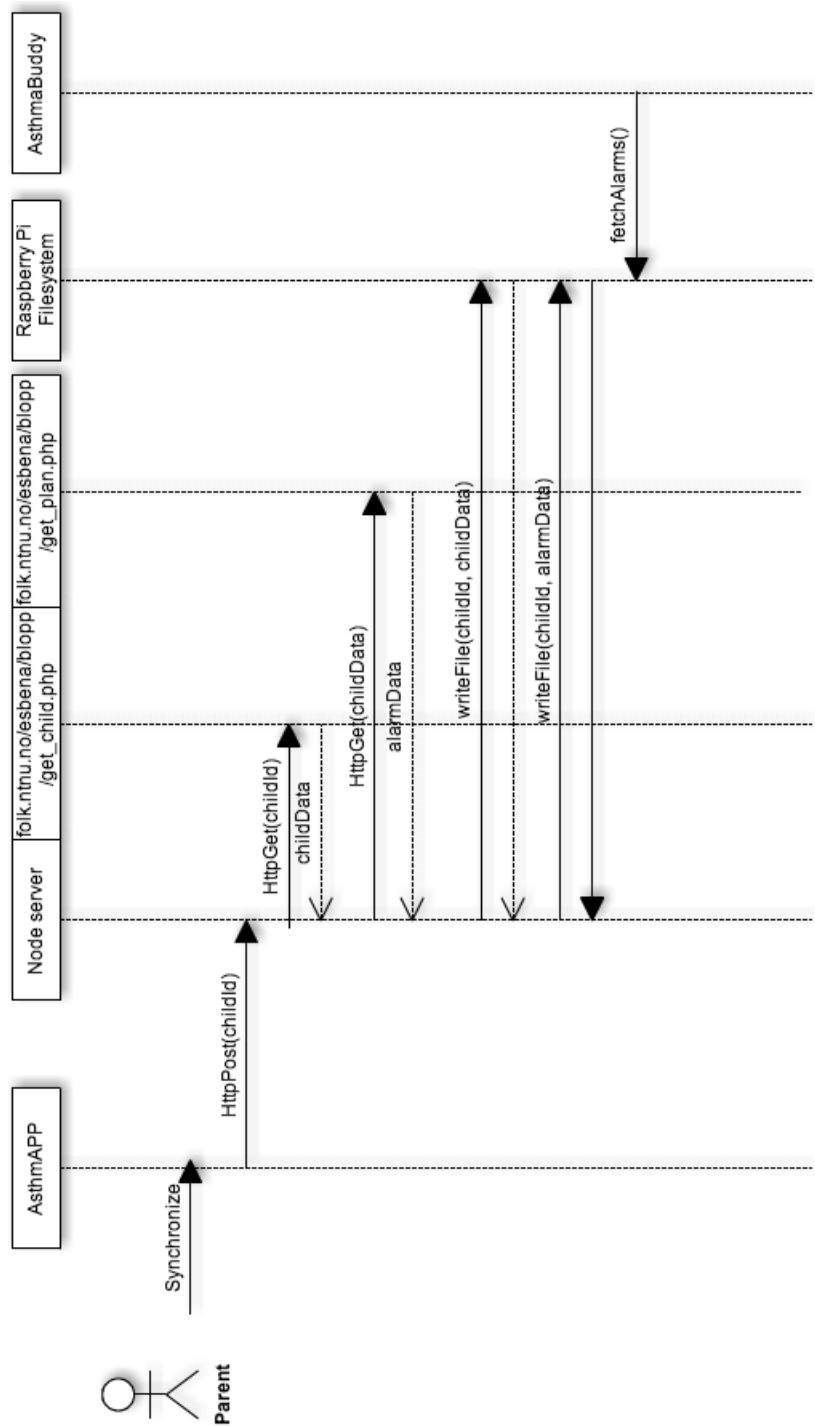 Parent
AsthmAPP
Node server
folk.ntnu.no/esbena/blopp
/get_child.php
folk.ntnu.no/esbena/blopp
/get_plan.php
Raspberry Pi
Filesystem
AsthmaBuddy
Synchronize
HttpPost(childId)
HttpGet(childId)
childData
HttpGet(childData)
alarmData
writeFile(childId, childData)
writeFile(childId, alarmData)
fetchAlarms()